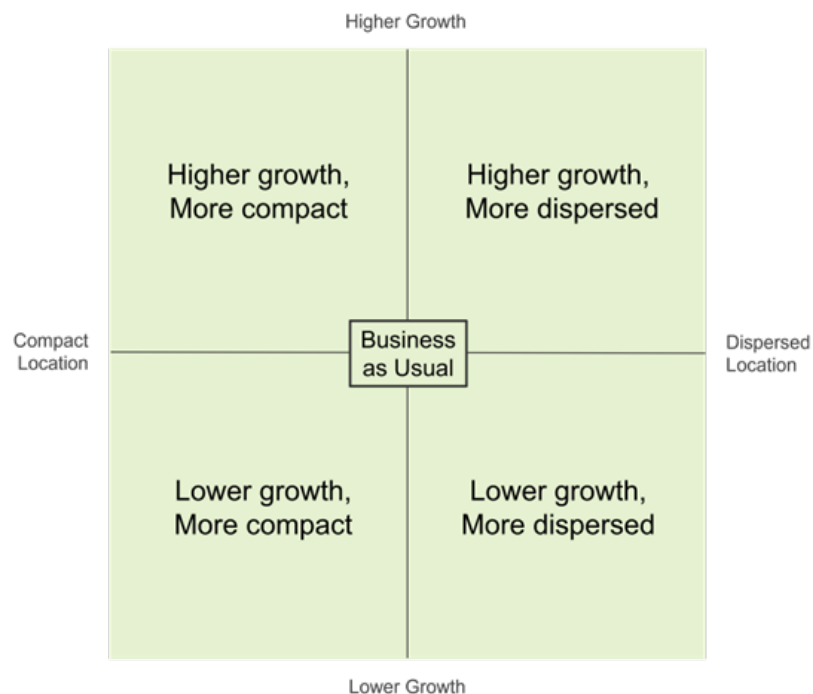 Higher Growth
Higher growth,
More compact
Higher growth,
More dispersed
Compact
Location
Business
as Usual
Dispersed
Location
Lower growth,
More compact
Lower growth,
More dispersed
Lower Growth